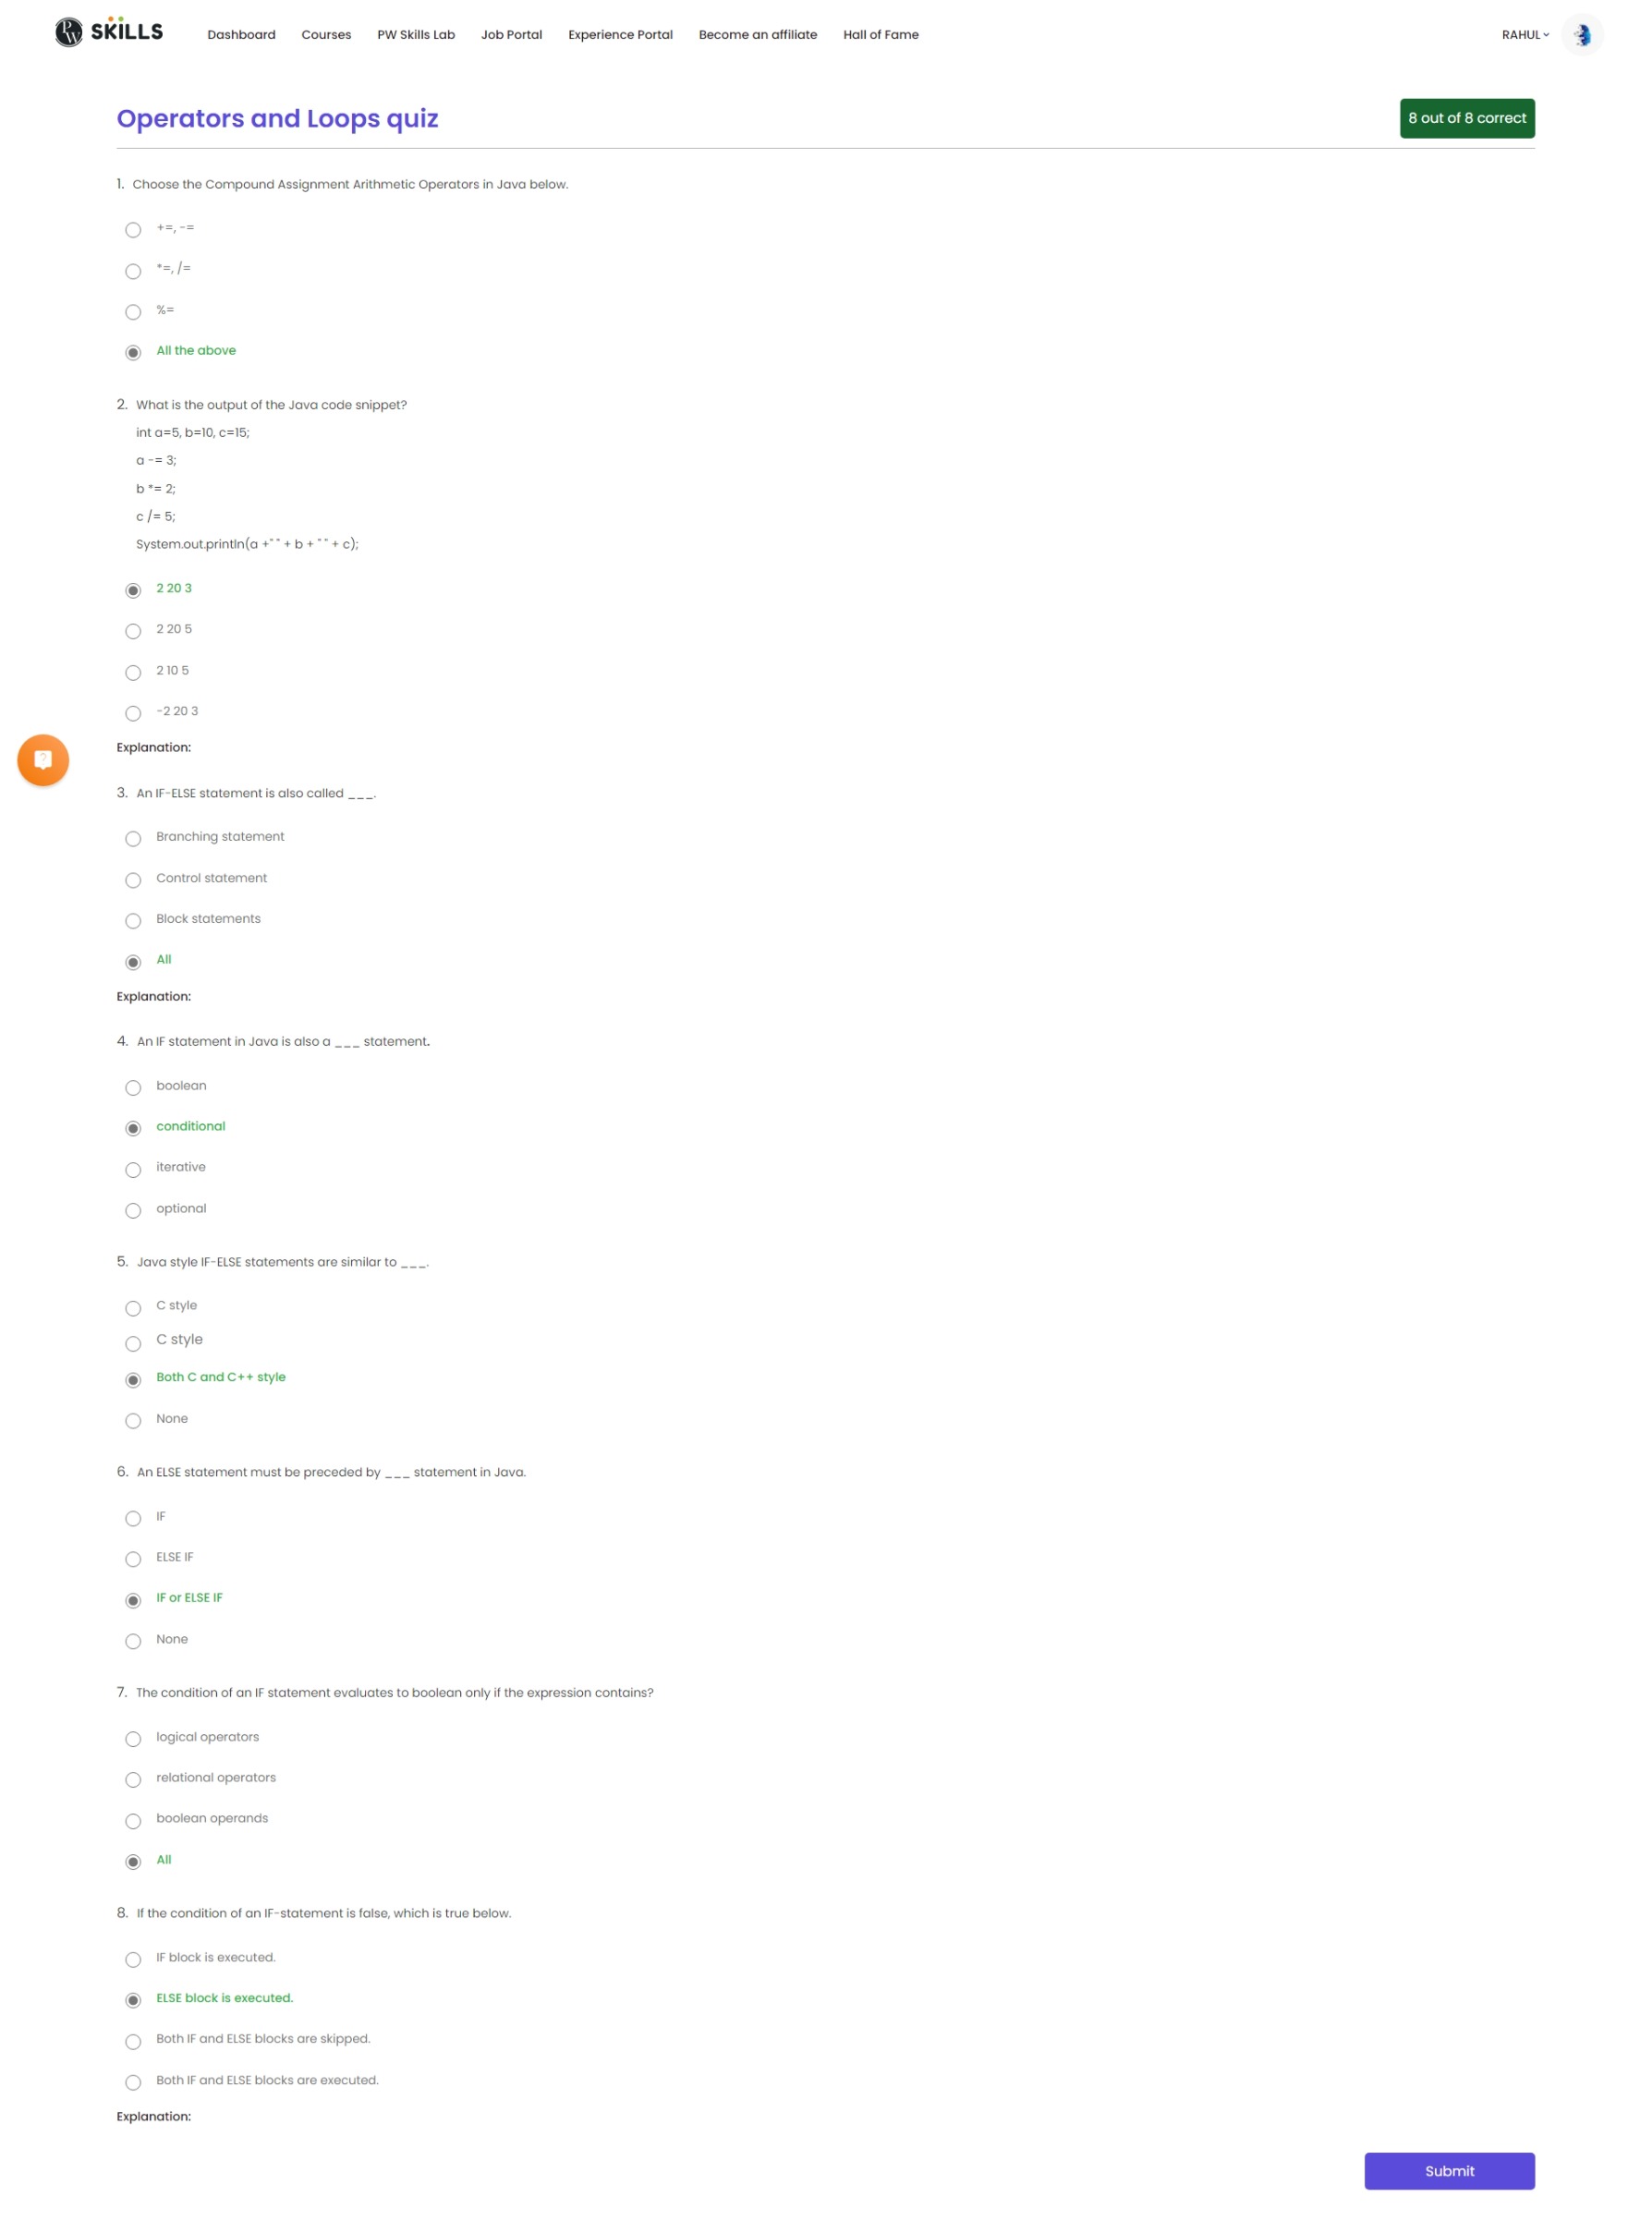 PW SKILLS Dashboard Courses PW Skills Lab Job Portal Experience Portal Become an affiliate Hall of Fame RAHUL
Operators and Loops quiz 8 out of 8 correct
1. Choose the Compound Assignment Arithmetic Operators in Java below.
+=, -=
*=, /=
%=
All the above
2. What is the output of the Java code snippet?
int a=5, b=10, c=15;
a -= 3;
b *= 2;
c /= 5;
System.out.println(a +" " + b + " " + c);
2 20 3
2 20 5
2 10 5
-2 20 3
Explanation:
3. An IF-ELSE statement is also called ___.
Branching statement
Control statement
Block statements
All
Explanation:
4. An IF statement in Java is also a ___ statement.
boolean
conditional
iterative
optional
5. Java style IF-ELSE statements are similar to ___.
C style
C style
Both C and C++ style
None
6. An ELSE statement must be preceded by ___ statement in Java.
IF
ELSE IF
IF or ELSE IF
None
7. The condition of an IF statement evaluates to boolean only if the expression contains?
logical operators
relational operators
boolean operands
All
8. If the condition of an IF-statement is false, which is true below.
IF block is executed.
ELSE block is executed.
Both IF and ELSE blocks are skipped.
Both IF and ELSE blocks are executed.
Explanation:
Submit